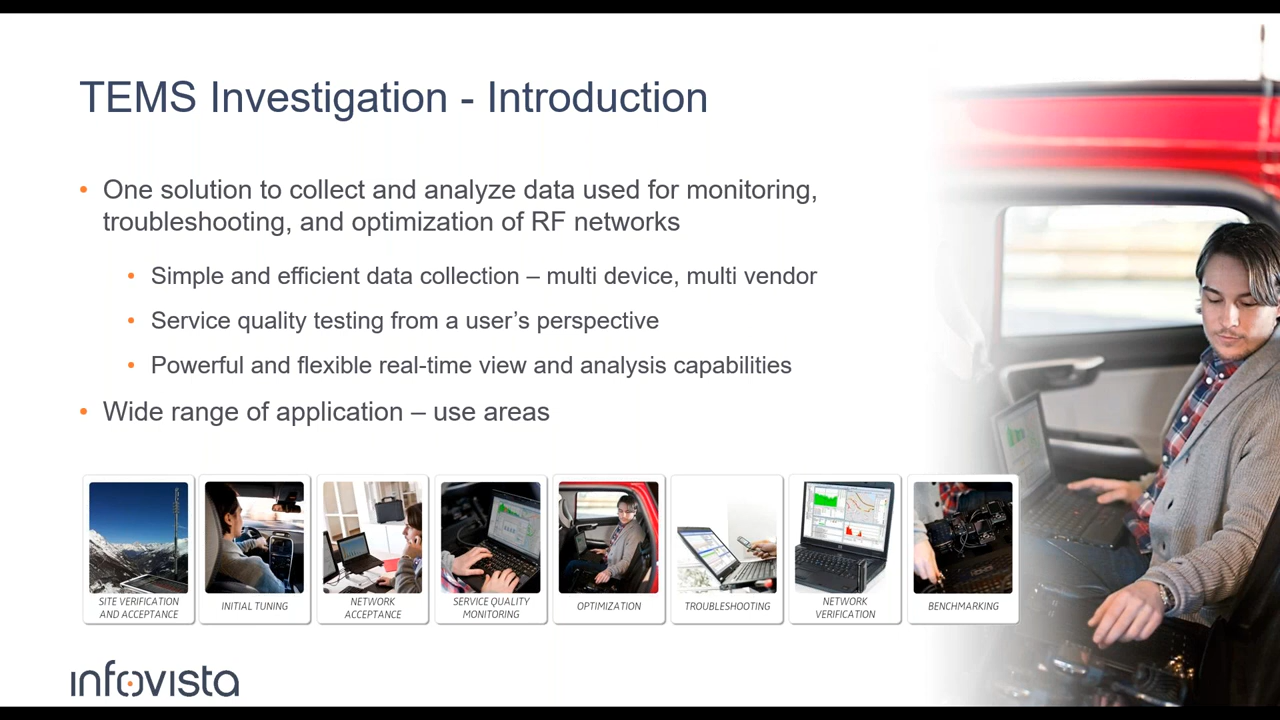 TEMS Investigation - Introduction
• One solution to collect and analyze data used for monitoring,
troubleshooting, and optimization of RF networks
• Simple and efficient data collection – multi device, multi vendor
• Service quality testing from a user’s perspective
• Powerful and flexible real-time view and analysis capabilities
• Wide range of application – use areas
SITE VERIFICATION
AND ACCEPTANCE
INITIAL TUNING
NETWORK
ACCEPTANCE
SERVICE QUALITY
MONITORING
OPTIMIZATION
TROUBLESHOOTING
NETWORK
VERIFICATION
BENCHMARKING
infovista